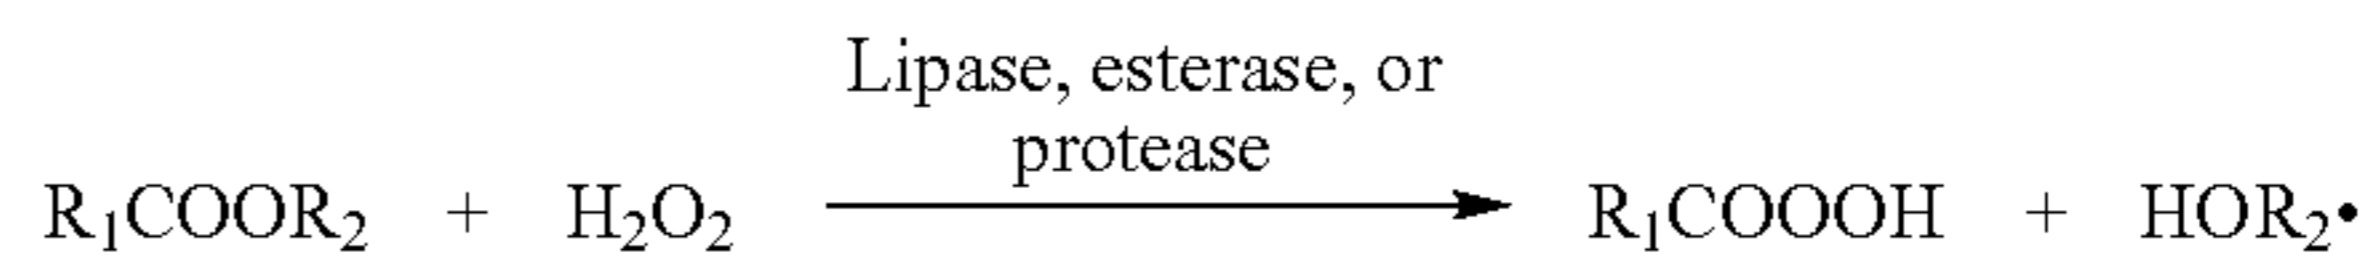 Lipase, esterase, or
protease
R₁COOR₂ + H₂O₂ ⟶ R₁COOOH + HOR₂•